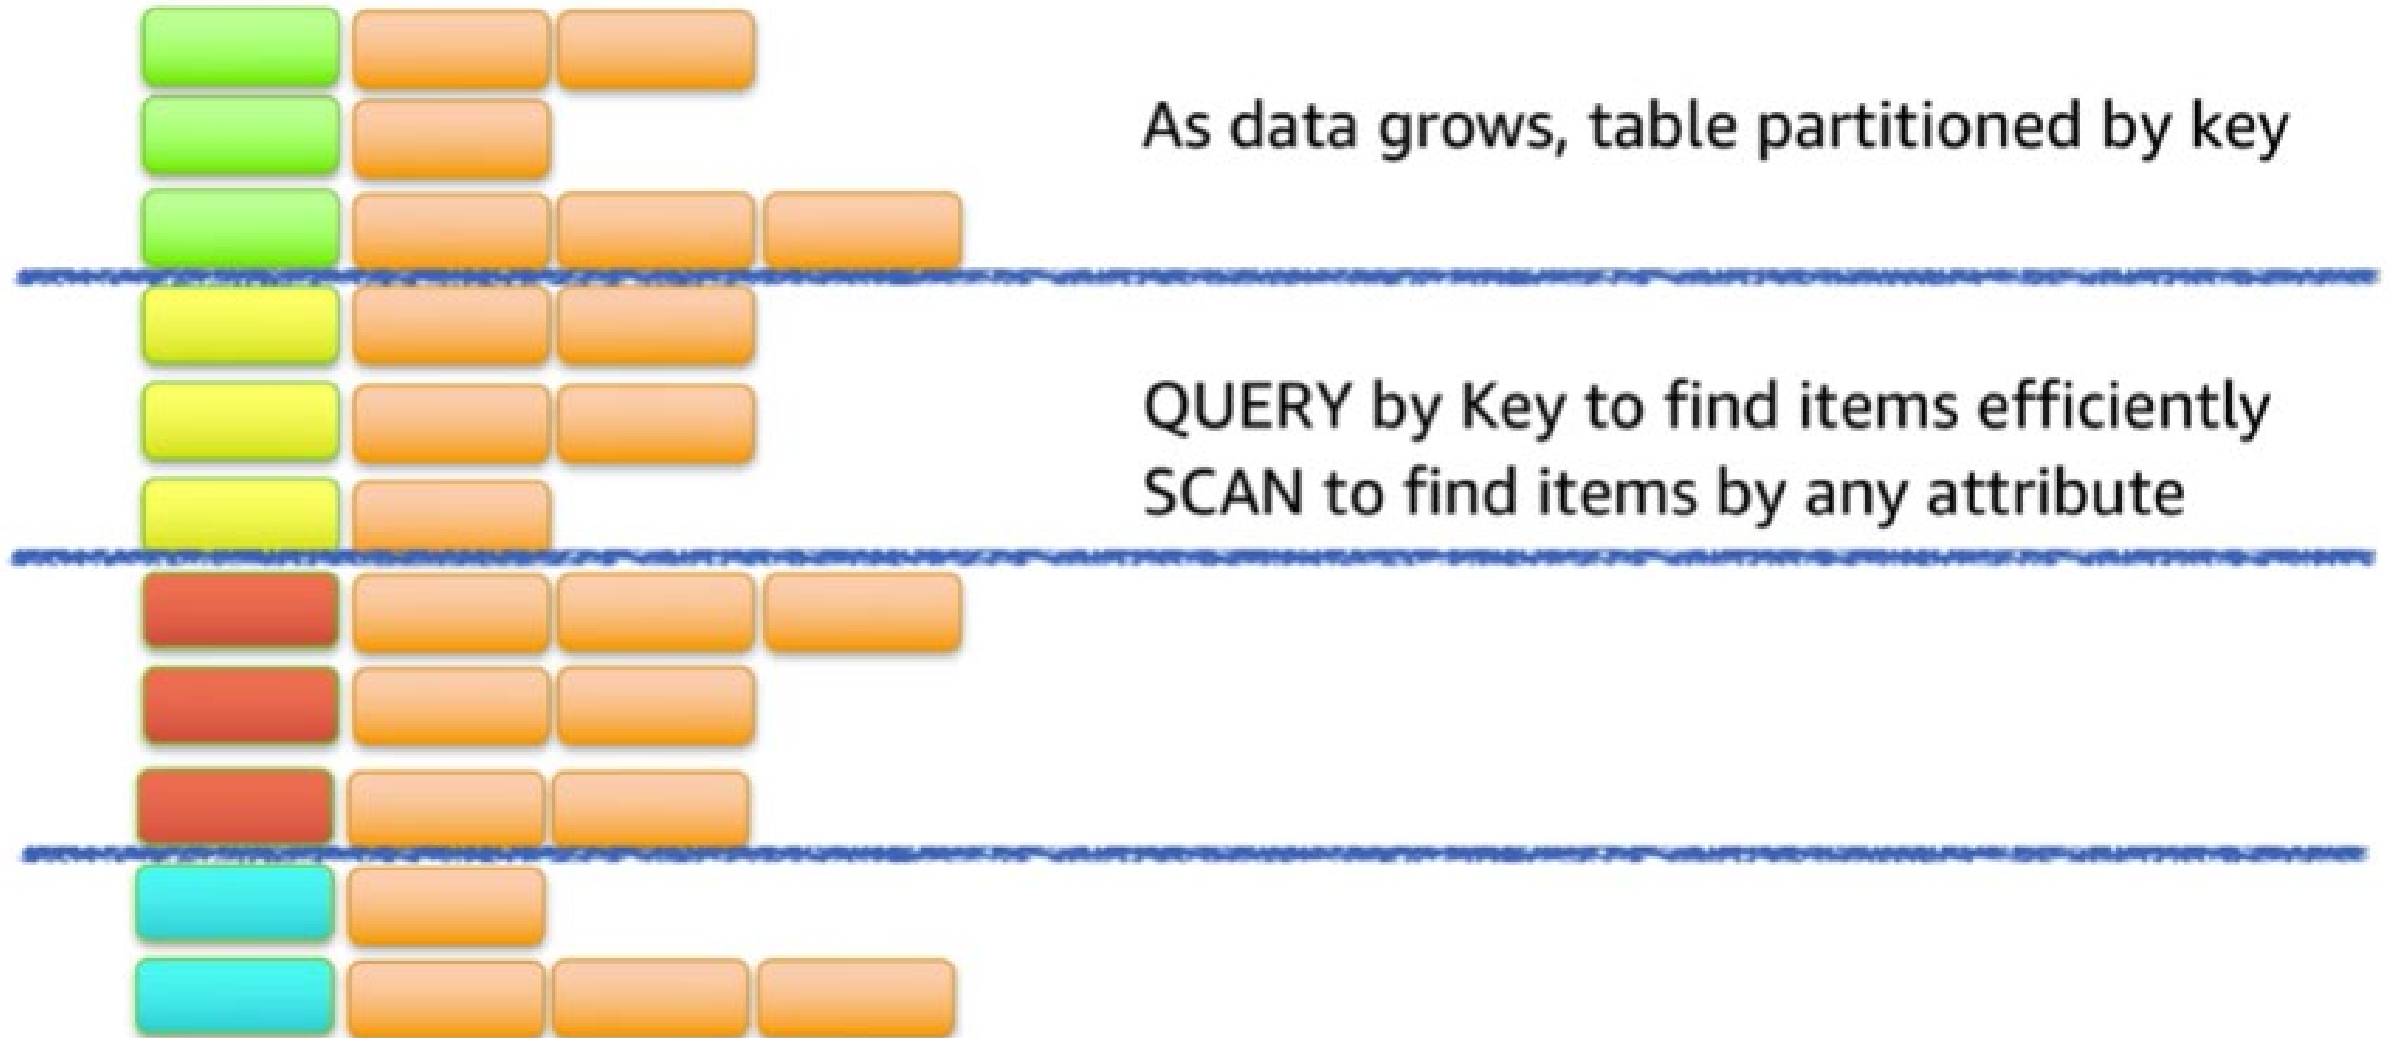 As data grows, table partitioned by key
QUERY by Key to find items efficiently
SCAN to find items by any attribute